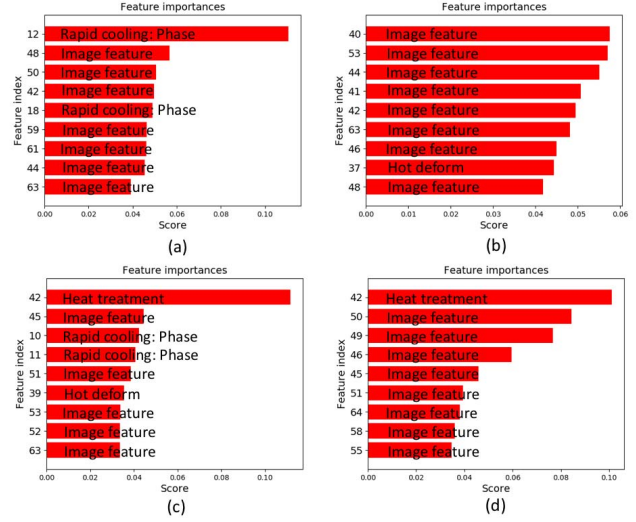 Feature importances
12 Rapid cooling: Phase
48 Image feature
50 Image feature
42 Image feature
18 Rapid cooling: Phase
59 Image feature
61 Image feature
44 Image feature
63 Image feature
Feature index
0.00 0.02 0.04 0.06 0.08 0.10
Score
(a)
Feature importances
40 Image feature
53 Image feature
44 Image feature
41 Image feature
42 Image feature
63 Image feature
46 Image feature
37 Hot deform
48 Image feature
Feature index
0.00 0.01 0.02 0.03 0.04 0.05 0.06
Score
(b)
Feature importances
42 Heat treatment
45 Image feature
10 Rapid cooling: Phase
11 Rapid cooling: Phase
51 Image feature
39 Hot deform
53 Image feature
52 Image feature
63 Image feature
Feature index
0.00 0.02 0.04 0.06 0.08 0.10
Score
(c)
Feature importances
42 Heat treatment
50 Image feature
49 Image feature
46 Image feature
45 Image feature
51 Image feature
64 Image feature
58 Image feature
55 Image feature
Feature index
0.00 0.02 0.04 0.06 0.08 0.10
Score
(d)